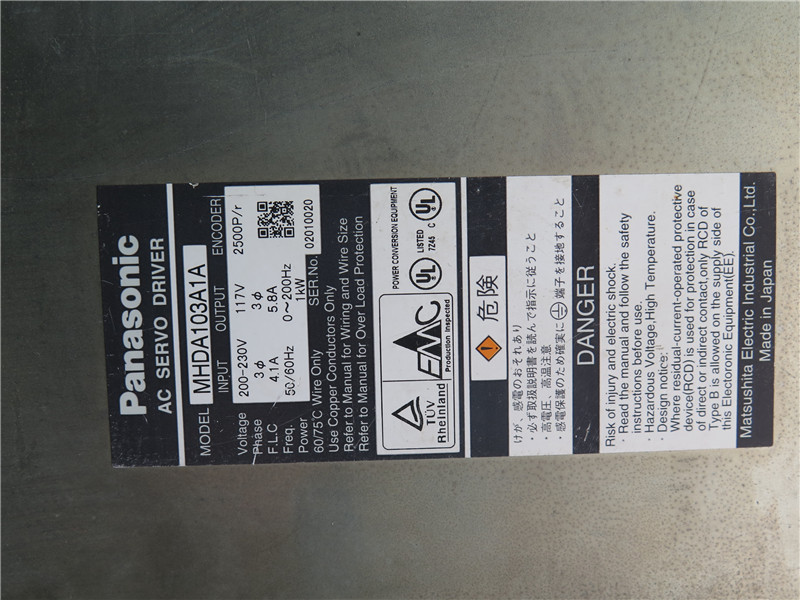 Panasonic
AC SERVO DRIVER
MODEL MHDA103A1A
INPUT OUTPUT ENCODER
Voltage 200-230V 117V 2500P/r
Phase 3ϕ 3ϕ
F.L.C 4.1A 5.8A
Freq. 50/60Hz 0~200Hz
Power 1kW
60/75°C Wire Only SER.No. 02010020
Use Copper Conductors Only
Refer to Manual for Wiring and Wire Size
Refer to Manual for Over Load Protection
TÜV
Rheinland
EMC
Production Inspected
POWER CONVERSION EQUIPMENT
UL LISTED UL
7Z45 C
危険
けが、感電のおそれあり
・必ず取扱説明書を読んで指示に従うこと
・高電圧、高温注意
・感電保護のため確実に端子を接地すること
DANGER
Risk of injury and electric shock.
・Read the manual and follow the safety
instructions before use.
・Hazardous Voltage,High Temperature.
・Design notice:
Where residual-current-operated protective
device(RCD)is used for protection in case
of direct or indirect contact,only RCD of
Type B is allowed on the supply side of
this Electoronic Equipment(EE).
Matsushita Electric Industrial Co.,Ltd.
Made in Japan